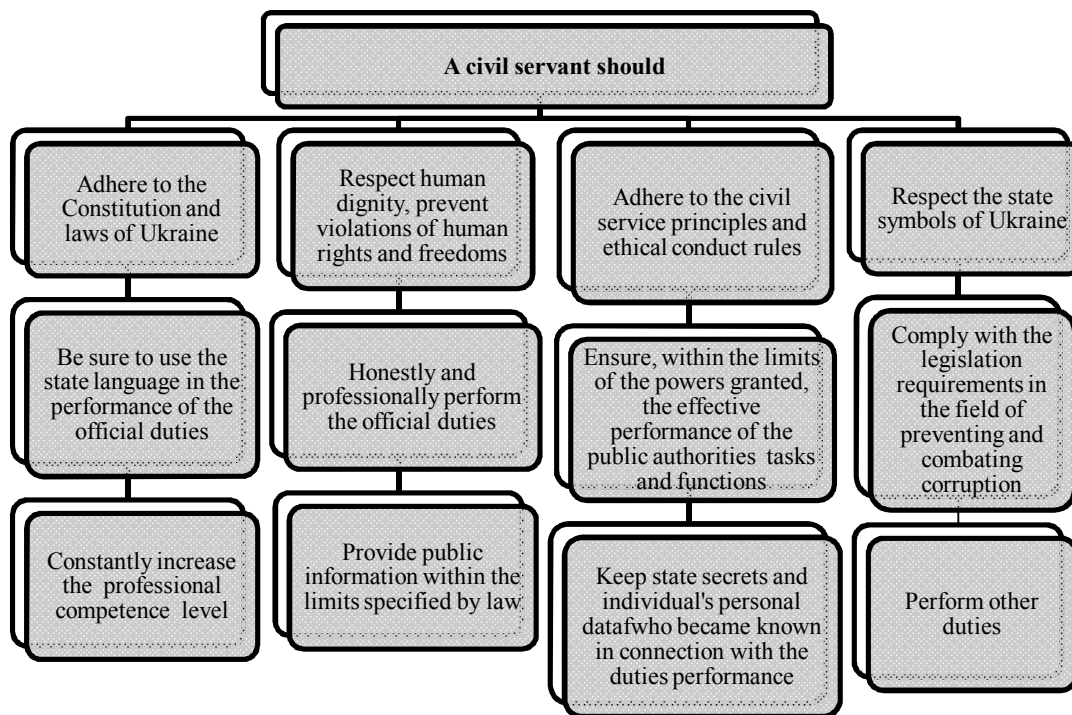 A civil servant should
Adhere to the
Constitution and
laws of Ukraine
Respect human
dignity, prevent
violations of human
rights and freedoms
Adhere to the civil
service principles and
ethical conduct rules
Respect the state
symbols of Ukraine
Be sure to use the
state language in the
performance of the
official duties
Honestly and
professionally perform
the official duties
Ensure, within the limits
of the powers granted,
the effective
performance of the
public authorities tasks
and functions
Comply with the
legislation
requirements in
the field of
preventing and
combating
corruption
Constantly increase
the professional
competence level
Provide public
information within the
limits specified by law
Keep state secrets and
individual's personal
datafwho became known
in connection with the
duties performance
Perform other
duties